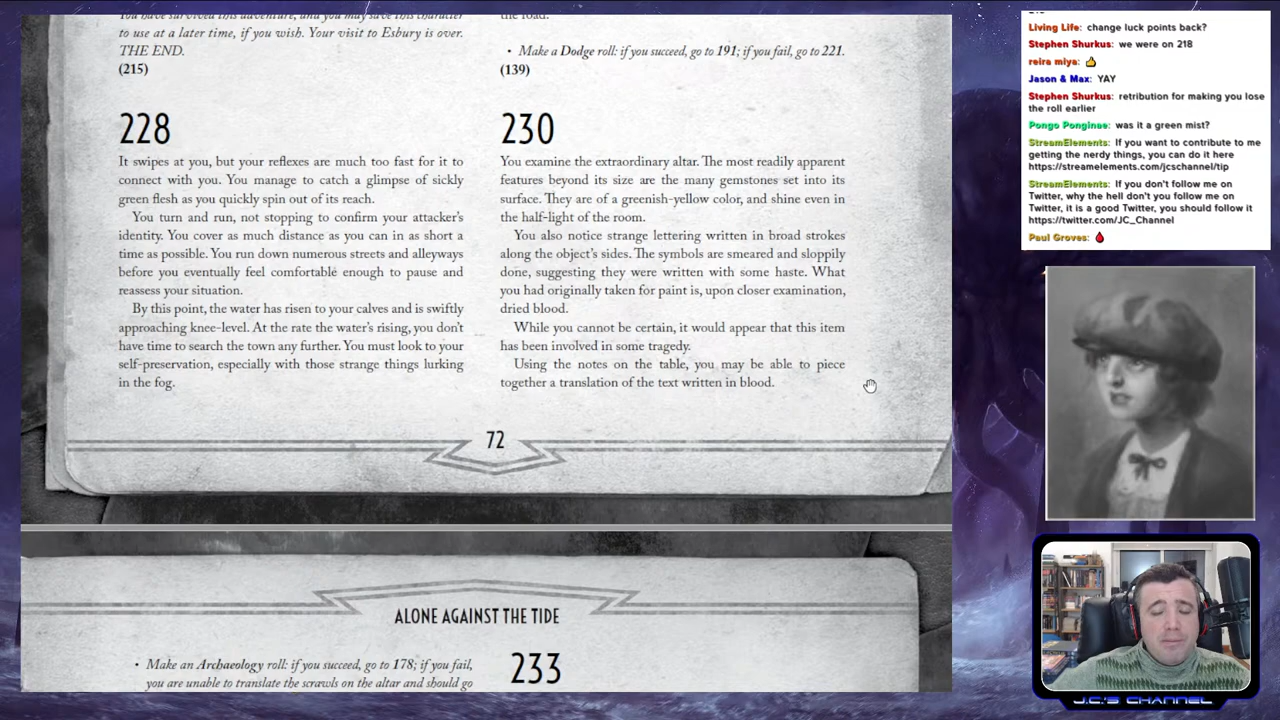 You have survived this adventure, and you may save this character
to use at a later time, if you wish. Your visit to Esbury is over.
THE END.
(215)
228
It swipes at you, but your reflexes are much too fast for it to
connect with you. You manage to catch a glimpse of sickly
green flesh as you quickly spin out of its reach.
You turn and run, not stopping to confirm your attacker's
identity. You cover as much distance as you can in as short a
time as possible. You run down numerous streets and alleyways
before you eventually feel comfortable enough to pause and
reassess your situation.
By this point, the water has risen to your calves and is swiftly
approaching knee-level. At the rate the water's rising, you don't
have time to search the town any further. You must look to your
self-preservation, especially with those strange things lurking
in the fog.
the road.
• Make a Dodge roll: if you succeed, go to 191; if you fail, go to 221.
(139)
230
You examine the extraordinary altar. The most readily apparent
features beyond its size are the many gemstones set into its
surface. They are of a greenish-yellow color, and shine even in
the half-light of the room.
You also notice strange lettering written in broad strokes
along the object's sides. The symbols are smeared and sloppily
done, suggesting they were written with some haste. What
you had originally taken for paint is, upon closer examination,
dried blood.
While you cannot be certain, it would appear that this item
has been involved in some tragedy.
Using the notes on the table, you may be able to piece
together a translation of the text written in blood.
72
ALONE AGAINST THE TIDE
• Make an Archaeology roll: if you succeed, go to 178; if you fail,
you are unable to translate the scrawls on the altar and should go
233
Living Life: change luck points back?
Stephen Shurkus: we were on 218
reira miya:
Jason & Max: YAY
Stephen Shurkus: retribution for making you lose
the roll earlier
Pongo Ponginae: was it a green mist?
StreamElements: If you want to contribute to me
getting the nerdy things, you can do it here
https://streamelements.com/jcschannel/tip
StreamElements: If you don't follow me on
Twitter, why the hell don't you follow me on
Twitter, it is a good Twitter, you should follow it
https://twitter.com/JC_Channel
Paul Groves:
J.C.'S CHANNEL